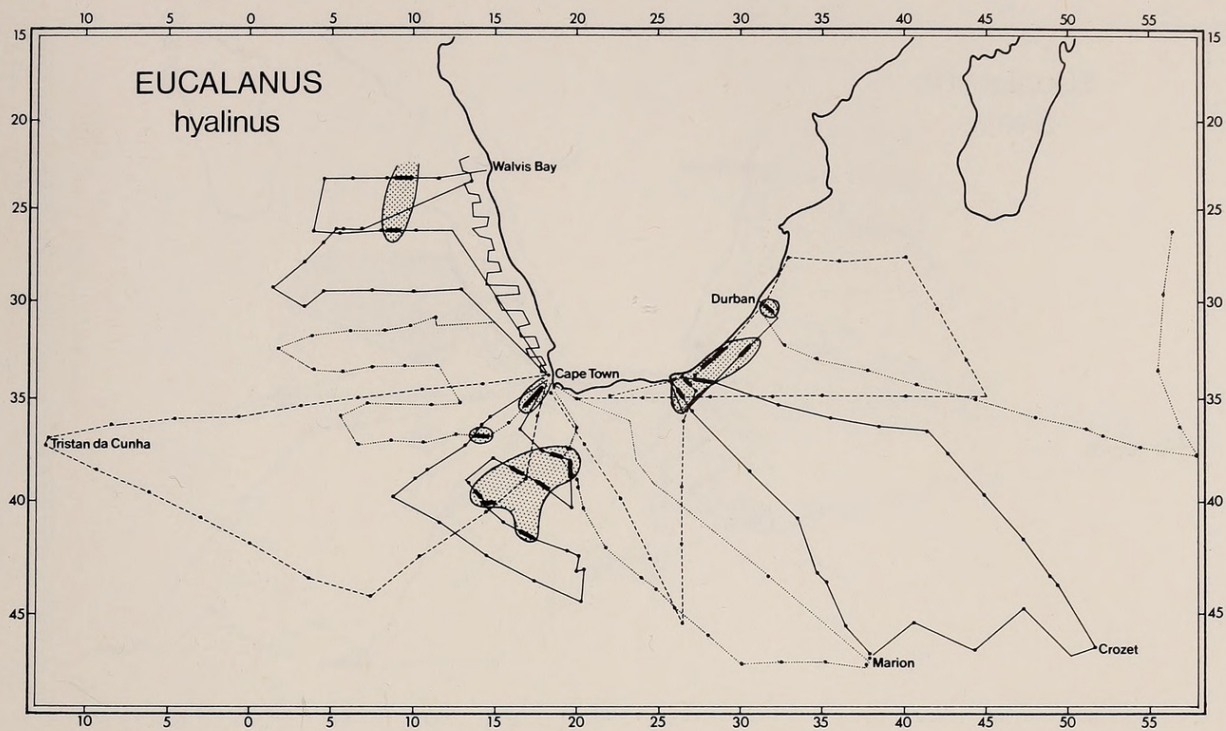 10 5 0 5 10 15 20 25 30 35 40 45 50 55
15 15
EUCALANUS
hyalinus
20 20
Walvis Bay
25 25
Durban
30 30
Cape Town
35 35
Tristan da Cunha
40 40
45 45
Crozet
Marion
10 5 0 5 10 15 20 25 30 35 40 45 50 55